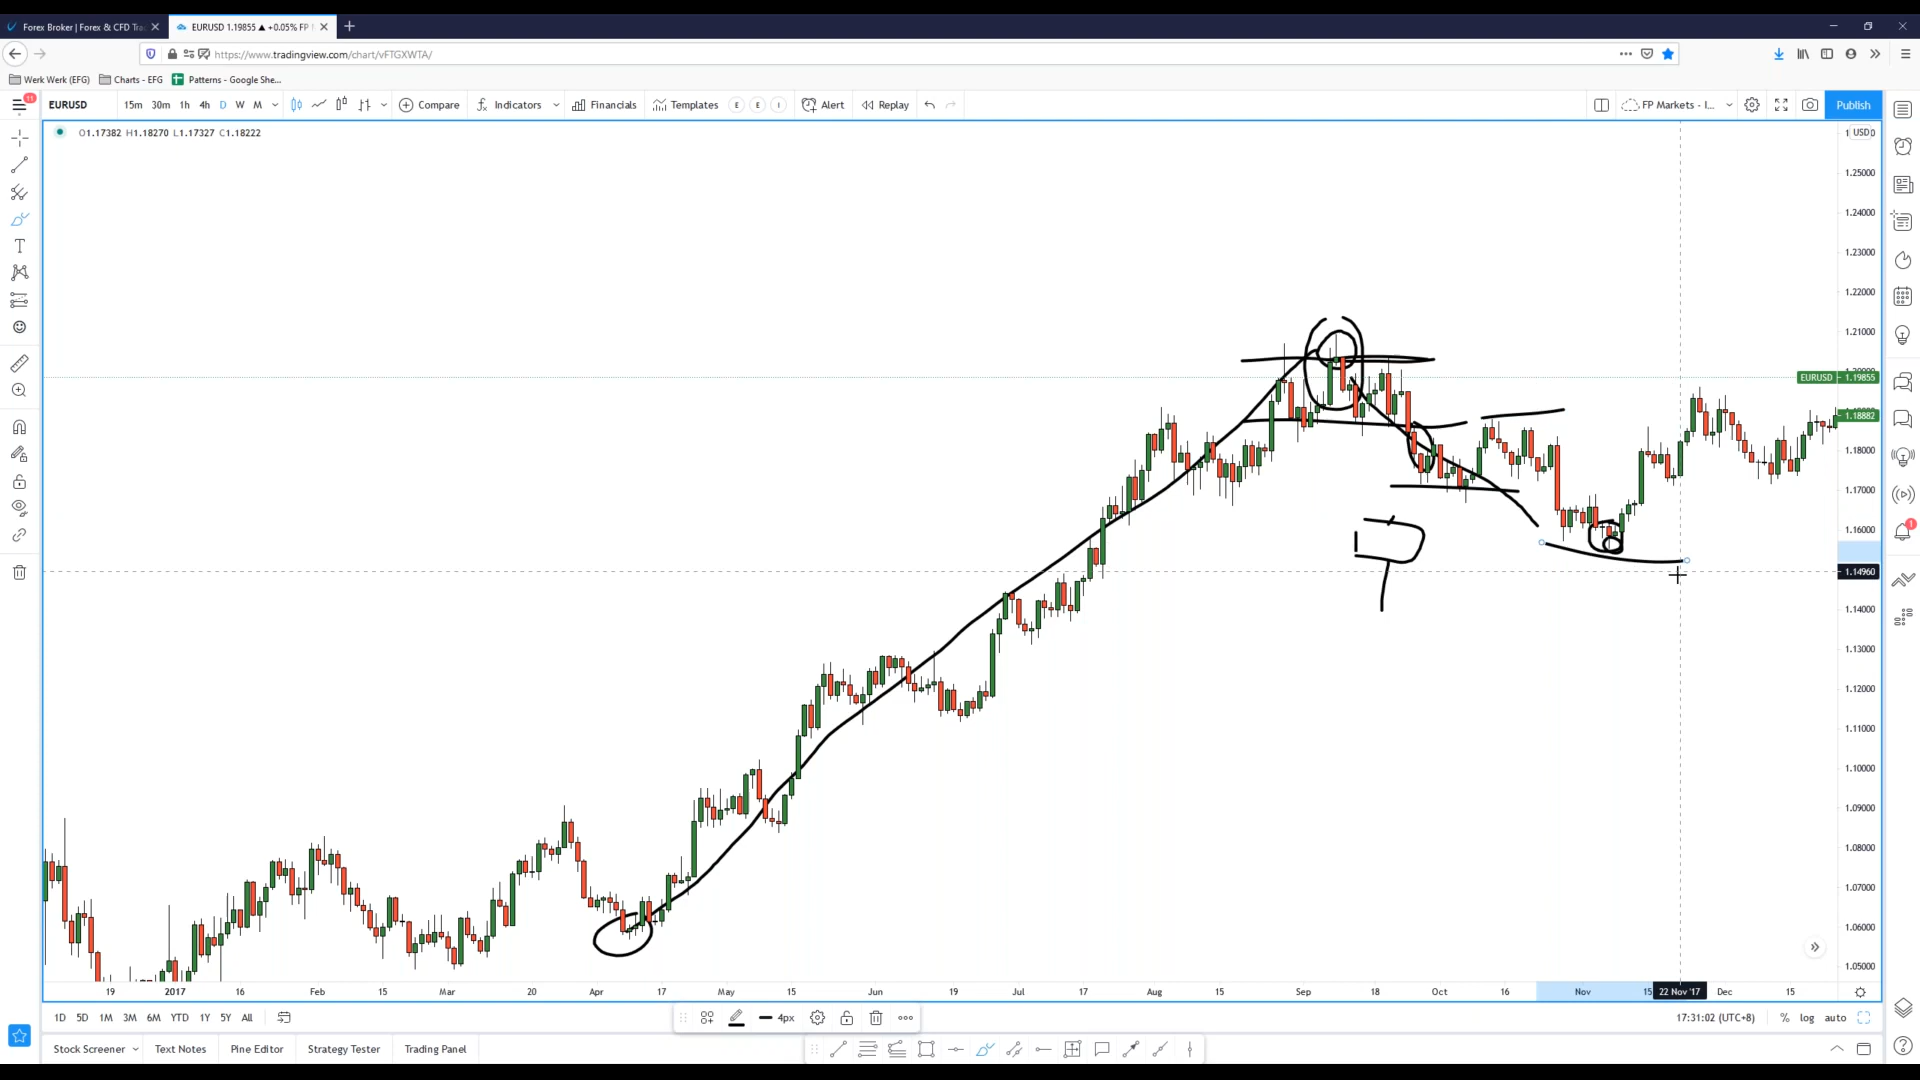 Forex Broker | Forex & CFD Tra
EURUSD 1.19855 ▲ +0.05% FP
https://www.tradingview.com/chart/vFTGXWTA/
Werk Werk (EFG) Charts - EFG Patterns - Google She...
11
EURUSD 15m 30m 1h 4h D W M Compare Indicators Financials Templates E E I Alert Replay FP Markets - I... Publish
O1.17382 H1.18270 L1.17327 C1.18222
USD
1.25000
1.24000
1.23000
1.22000
1.21000
EURUSD 1.19855
1.18882
1.18000
1.17000
1.16000
1.14960
1.14000
1.13000
1.12000
1.11000
1.10000
1.09000
1.08000
1.07000
1.06000
1.05000
1
19 2017 16 Feb 15 Mar 20 Apr 17 May 15 Jun 19 Jul 17 Aug 15 Sep 18 Oct 16 Nov 15 22 Nov '17 Dec 15
1D 5D 1M 3M 6M YTD 1Y 5Y All 4px 17:31:02 (UTC+8) % log auto
Stock Screener Text Notes Pine Editor Strategy Tester Trading Panel